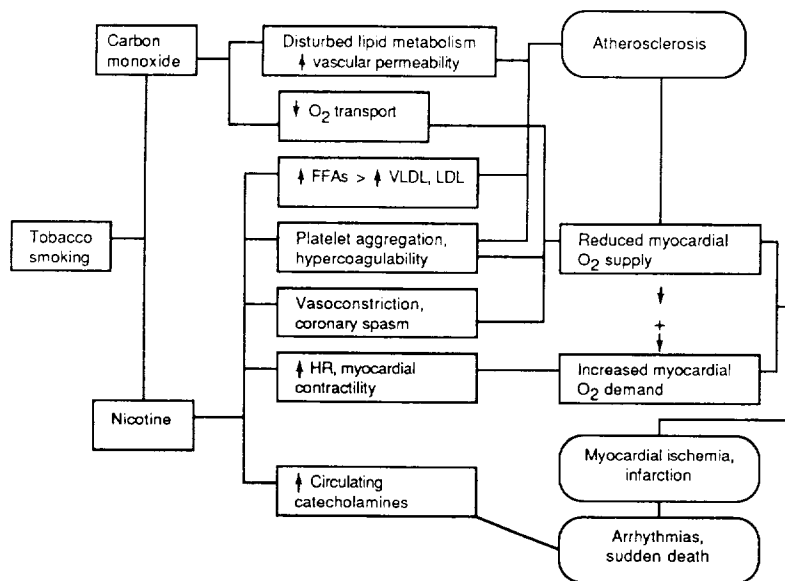 Carbon
monoxide
Disturbed lipid metabolism
↑ vascular permeability
Atherosclerosis
↓ O2 transport
↑ FFAs > ↑ VLDL, LDL
Tobacco
smoking
Platelet aggregation,
hypercoagulability
Reduced myocardial
O2 supply
Vasoconstriction,
coronary spasm
+
↑ HR, myocardial
contractility
Increased myocardial
O2 demand
Nicotine
Myocardial ischemia,
infarction
↑ Circulating
catecholamines
Arrhythmias,
sudden death